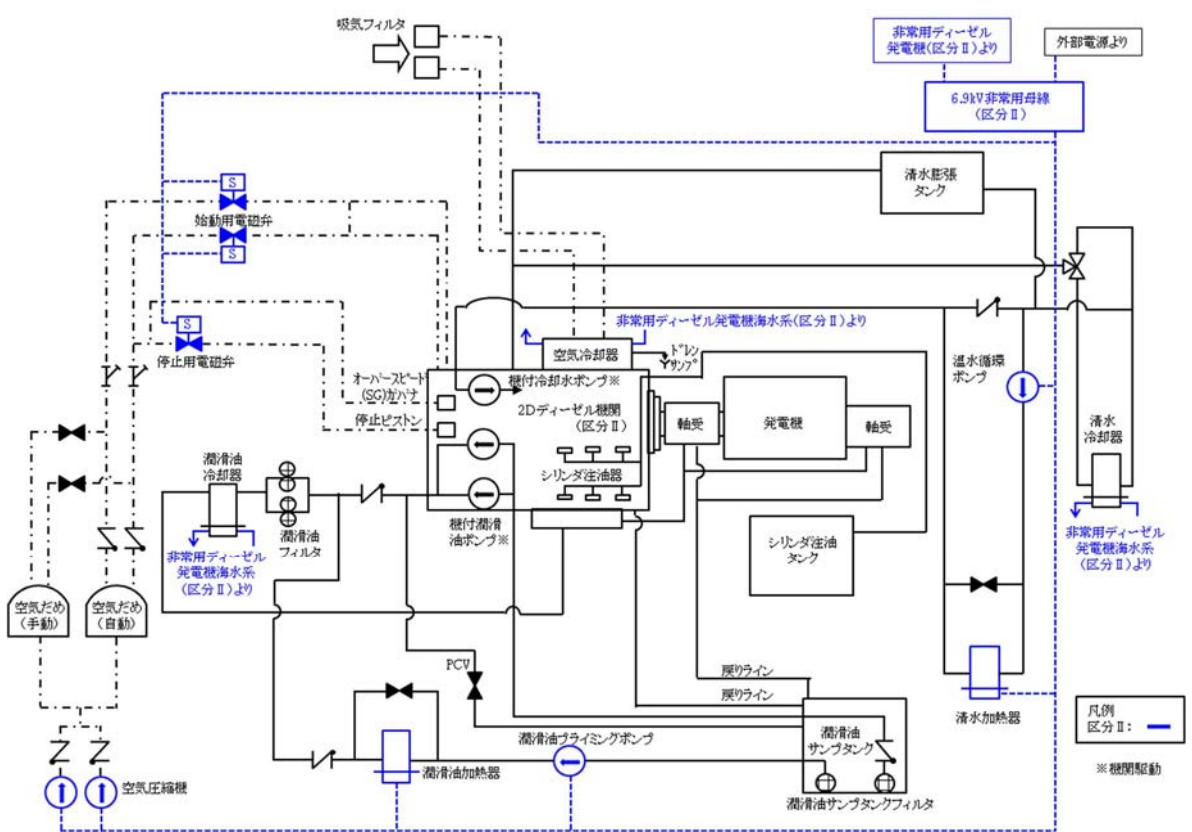 吸気フィルタ
非常用ディーゼル
発電機(区分Ⅱ)より
外部電源より
6.9kV非常用母線
(区分Ⅱ)
清水膨張
タンク
S
始動用電磁弁
S
S
停止用電磁弁
非常用ディーゼル発電機海水系(区分Ⅱ)より
空気冷却器
ドレン
サンプ
オーバースピード
(SG)ガバナ
停止ピストン
機付冷却水ポンプ※
2Dディーゼル機関
(区分Ⅱ)
シリンダ注油器
軸受
発電機
軸受
温水循環
ポンプ
清水
冷却器
非常用ディーゼル
発電機海水系
(区分Ⅱ)より
潤滑油
冷却器
潤滑油
フィルタ
非常用ディーゼル
発電機海水系
(区分Ⅱ)より
機付潤滑
油ポンプ※
シリンダ注油
タンク
空気だめ
(手動)
空気だめ
(自動)
PCV
戻りライン
戻りライン
清水加熱器
潤滑油
サンプタンク
潤滑油プライミングポンプ
潤滑油加熱器
潤滑油サンプタンクフィルタ
空気圧縮機
凡例
区分Ⅱ:
※機関駆動